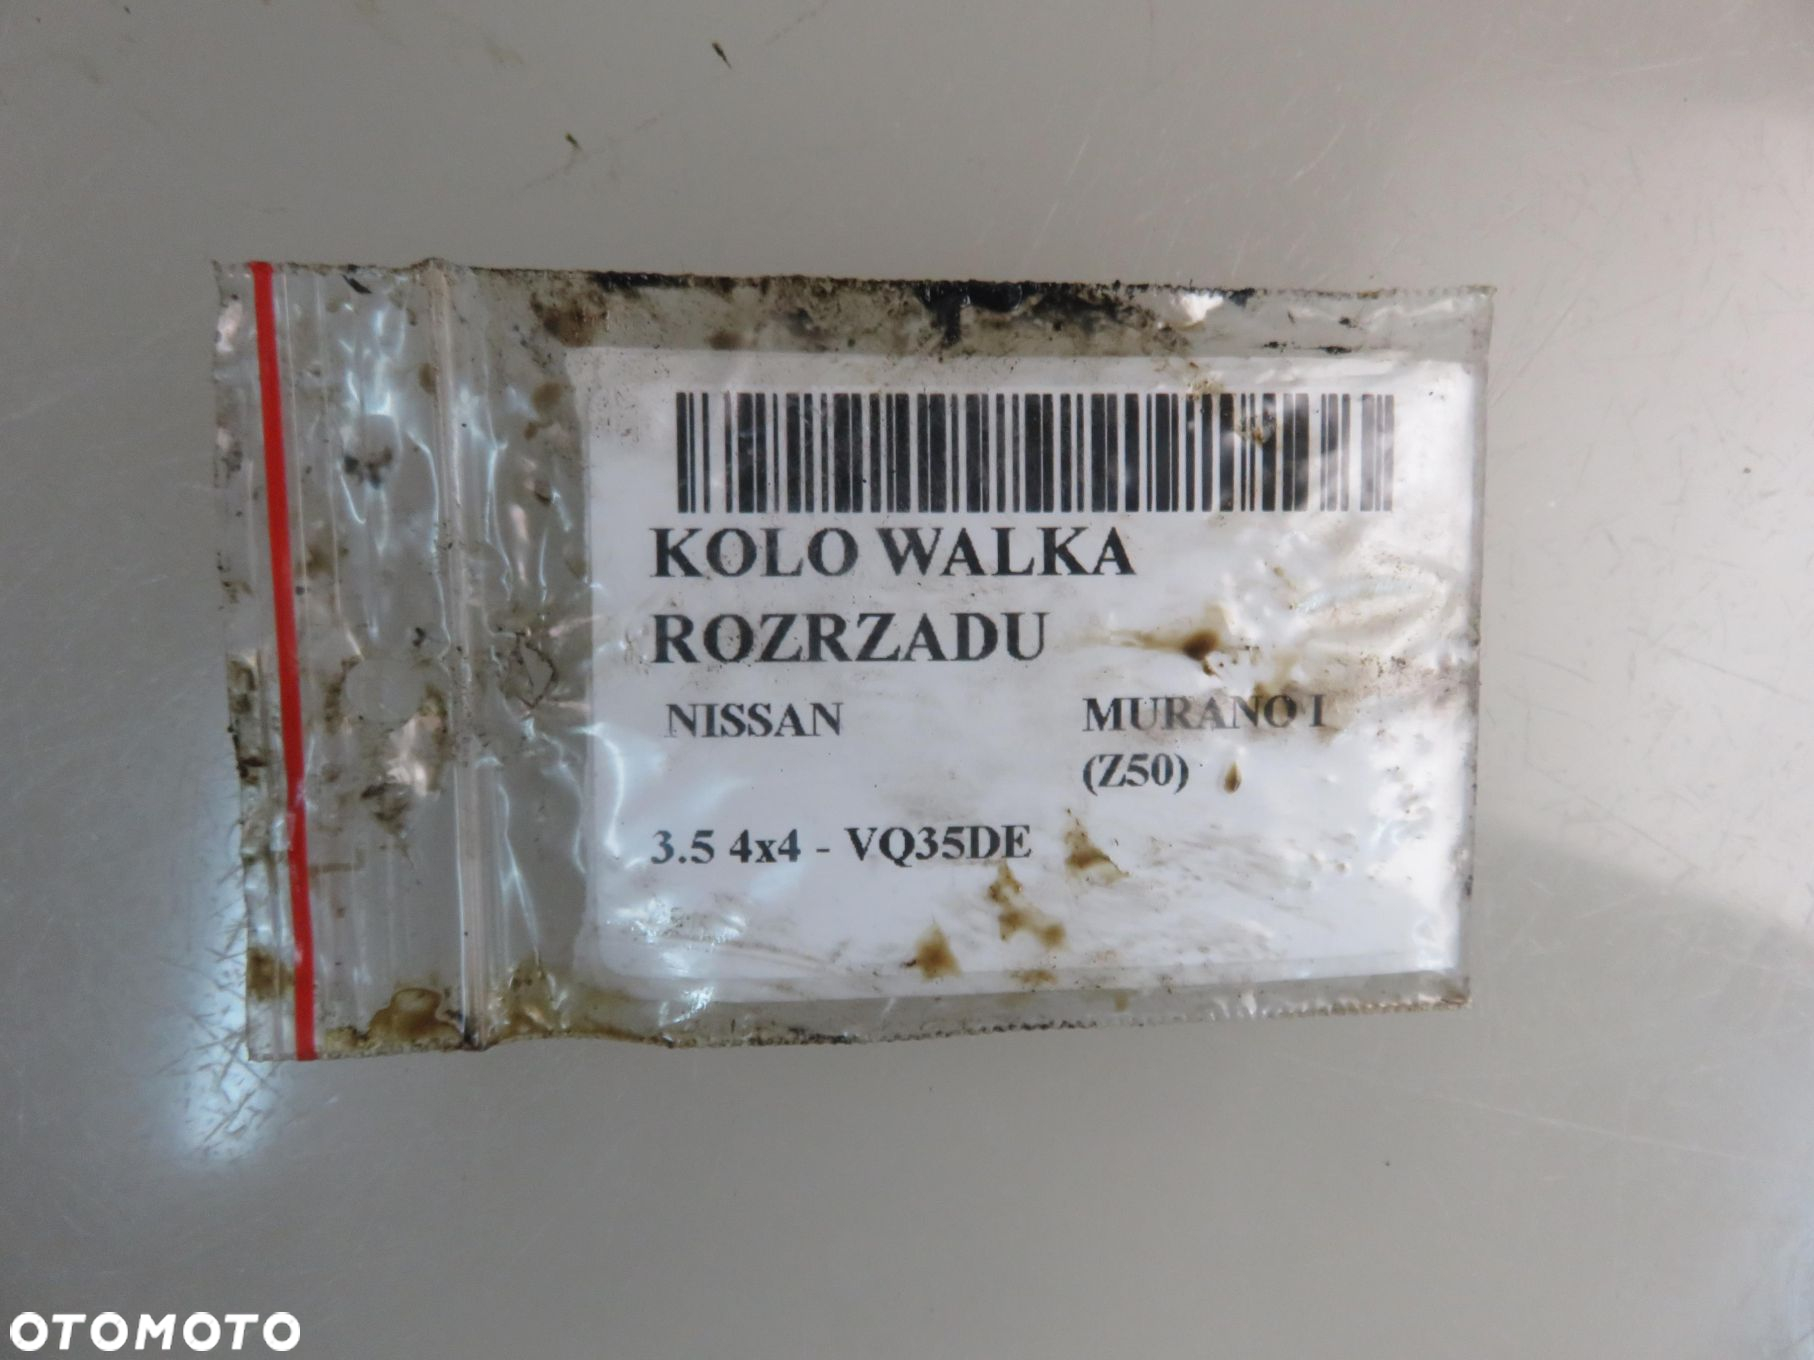 KOLO WALKA
ROZRZADU
NISSAN MURANO I
(Z50)
3.5 4x4 - VQ35DE
OTOMOTO